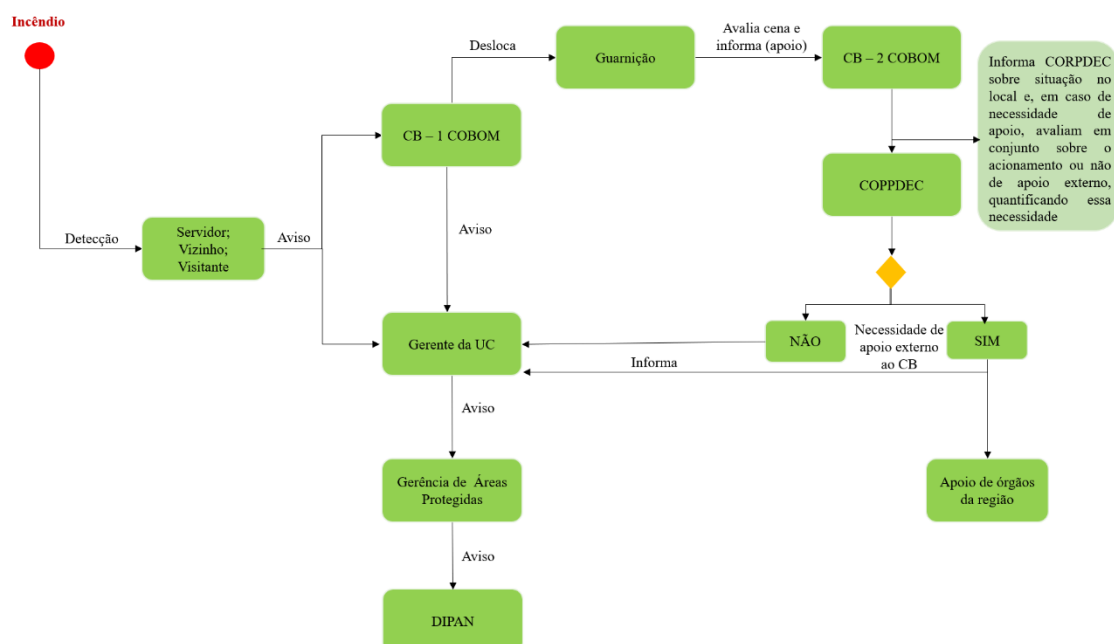 Incêndio
Detecção
Servidor;
Vizinho;
Visitante
Aviso
CB – 1 COBOM
Desloca
Guarnição
Avalia cena e
informa (apoio)
CB – 2 COBOM
Informa CORPDEC
sobre situação no
local e, em caso de
necessidade de
apoio, avaliam em
conjunto sobre o
acionamento ou não
de apoio externo,
quantificando essa
necessidade
COPPDEC
Aviso
Gerente da UC
NÃO
Necessidade de
apoio externo
ao CB
SIM
Informa
Aviso
Gerência de Áreas
Protegidas
Apoio de órgãos
da região
Aviso
DIPAN